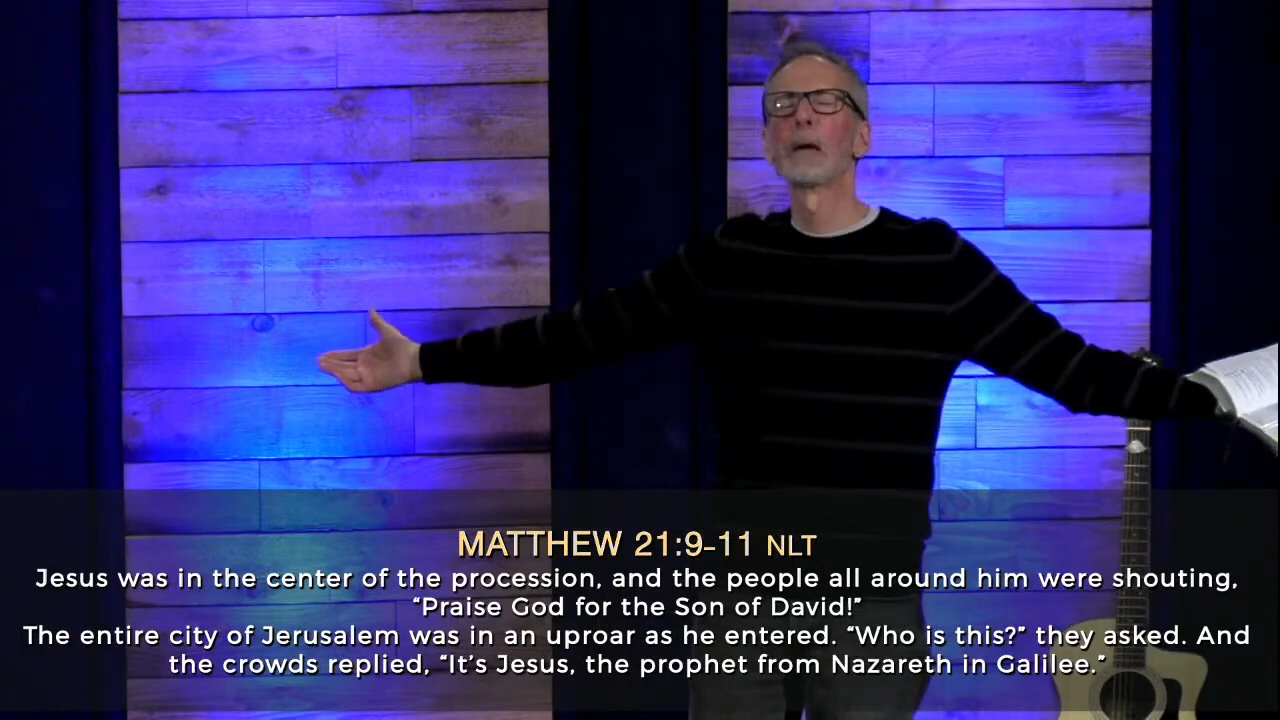 MATTHEW 21:9-11 NLT
Jesus was in the center of the procession, and the people all around him were shouting,
“Praise God for the Son of David!”
The entire city of Jerusalem was in an uproar as he entered. “Who is this?” they asked. And
the crowds replied, “It’s Jesus, the prophet from Nazareth in Galilee.”